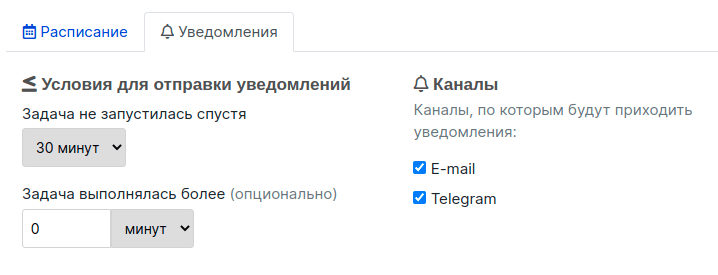 Расписание
Уведомления
Условия для отправки уведомлений
Задача не запустилась спустя
30 минут
Задача выполнялась более (опционально)
0 минут
Каналы
Каналы, по которым будут приходить
уведомления:
E-mail
Telegram